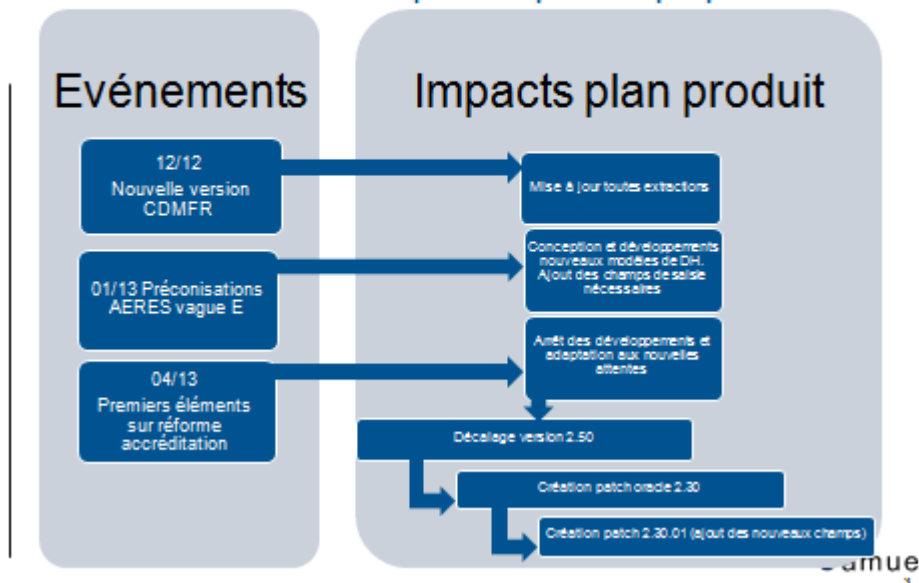 Evénements
Impacts plan produit
12/12
Nouvelle version
CDMFR
Mise à jour toutes extractions
01/13 Préconisations
AERES vague E
Conception et développements
nouveaux modèles de DH.
Ajout des champs de saisie
nécessaires
04/13
Premiers éléments
sur réforme
accréditation
Arrêt des développements et
adaptation aux nouvelles
attentes
Décalage version 2.50
Création patch oracle 2.30
Création patch 2.30.01 (ajout des nouveaux champs)